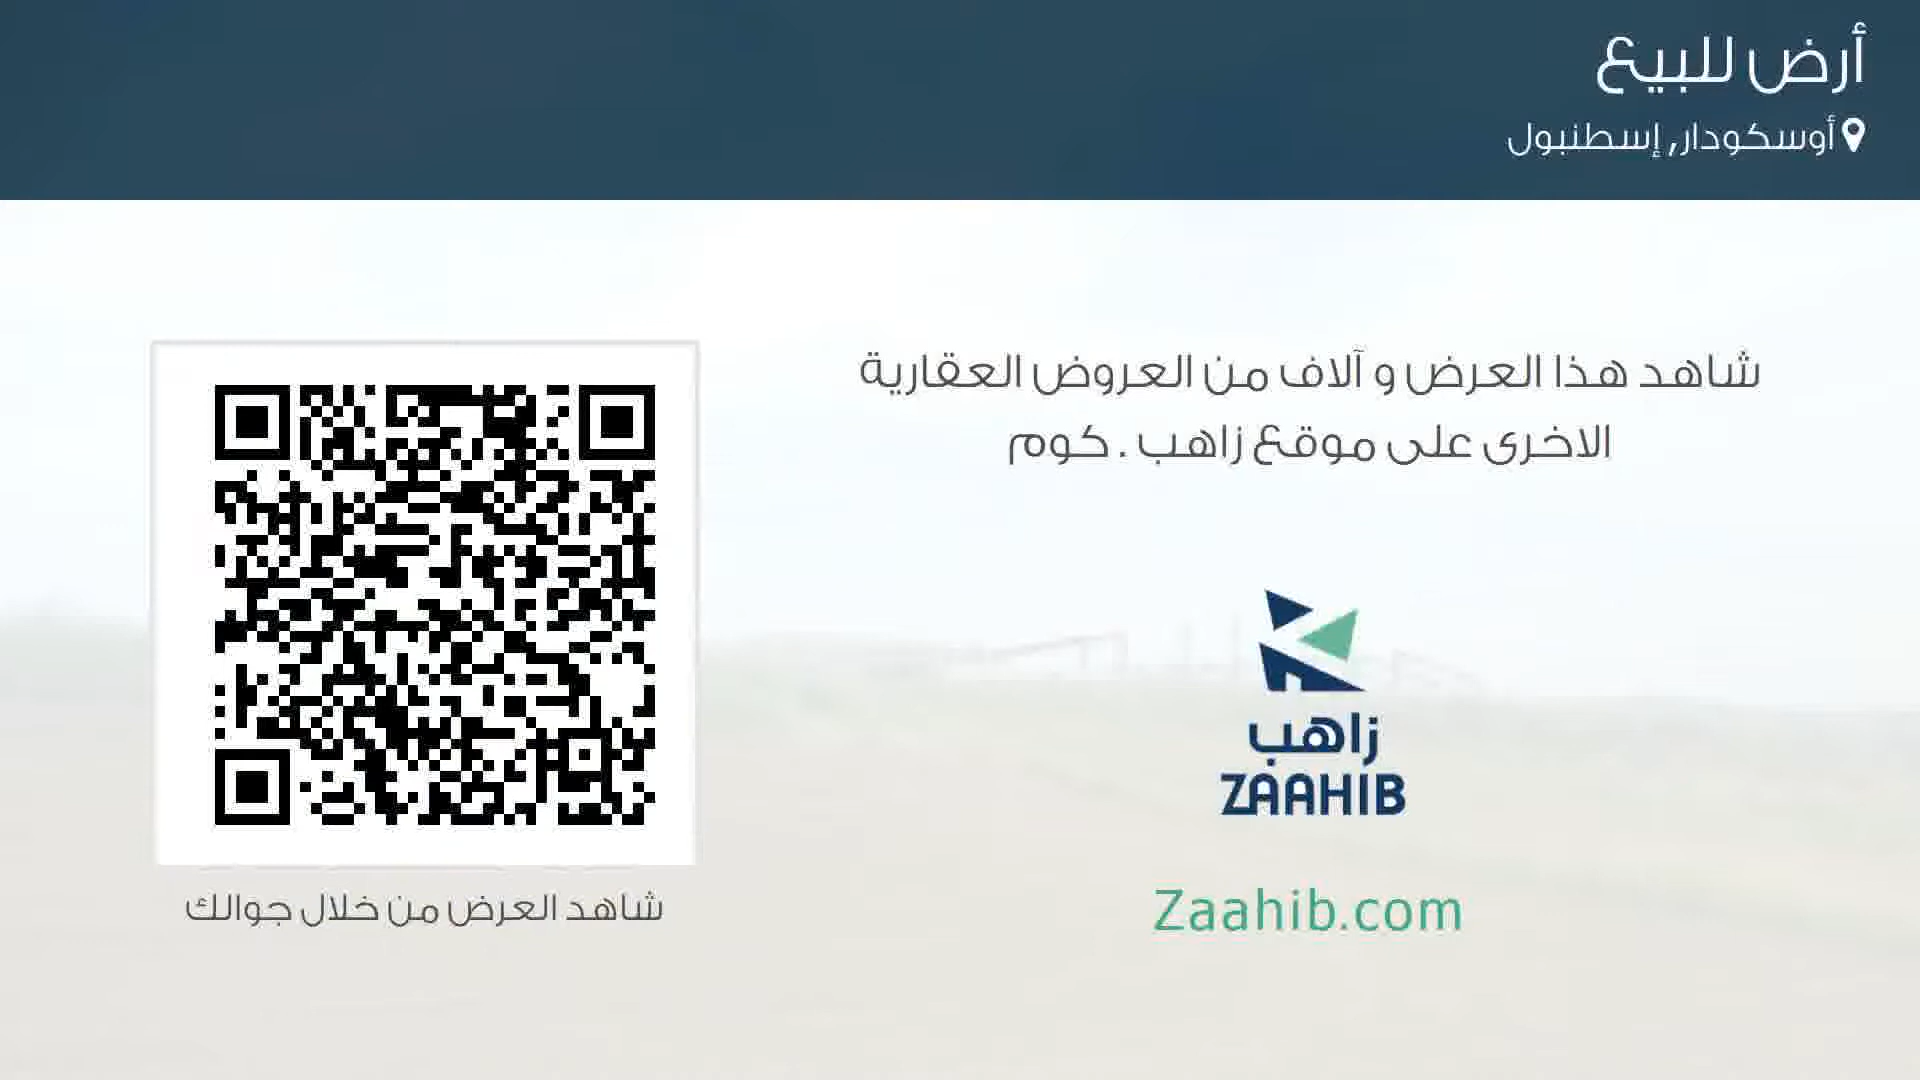 أرض للبيع
أوسكودار, إسطنبول
شاهد هذا العرض و آلاف من العروض العقارية
الاخرى على موقع زاهب . كوم
زاهب
ZAAHIB
Zaahib.com
شاهد العرض من خلال جوالك